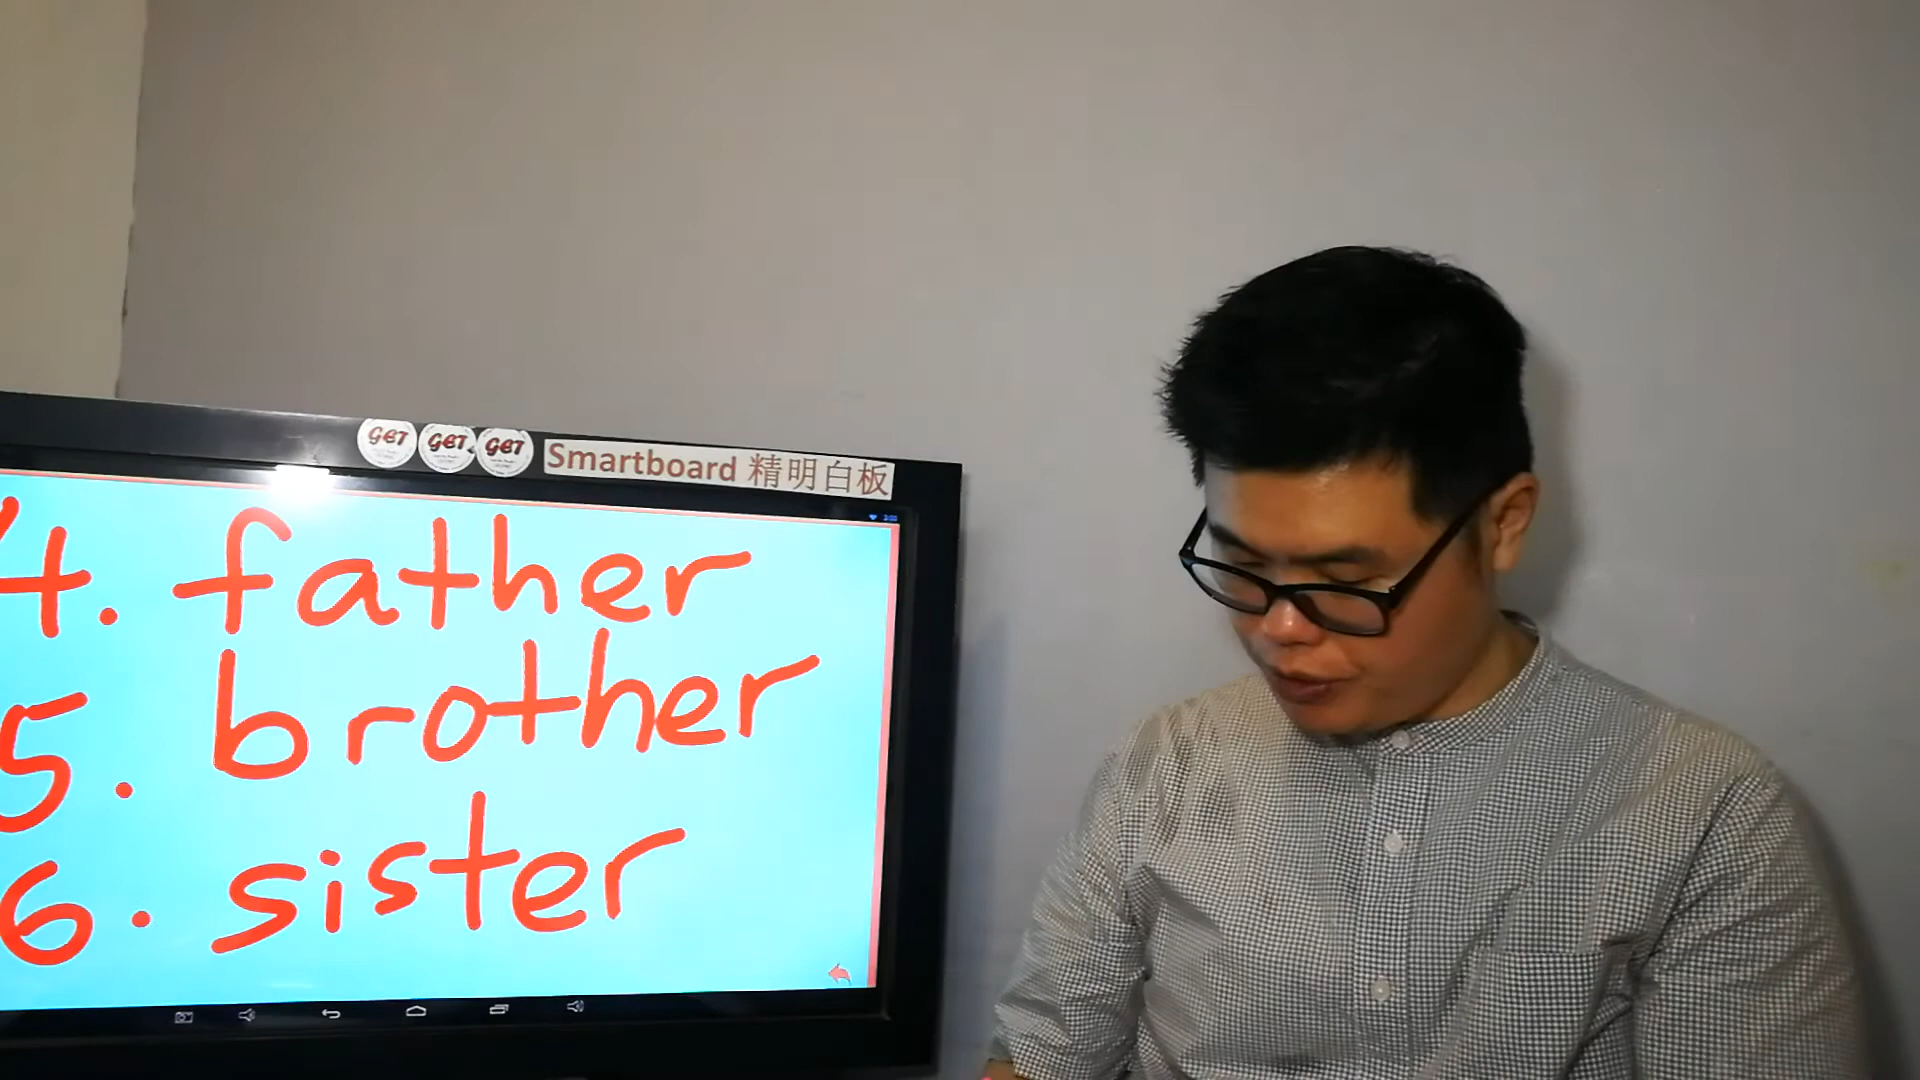 GET GET GET Smartboard 精明白板
4. father
5. brother
6. sister